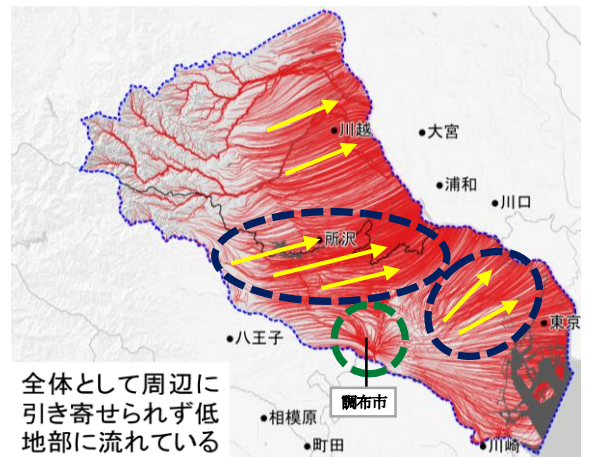 川越
大宮
浦和
川口
所沢
東京
八王子
調布市
全体として周辺に
引き寄せられず低
地部に流れている
相模原
町田
川崎